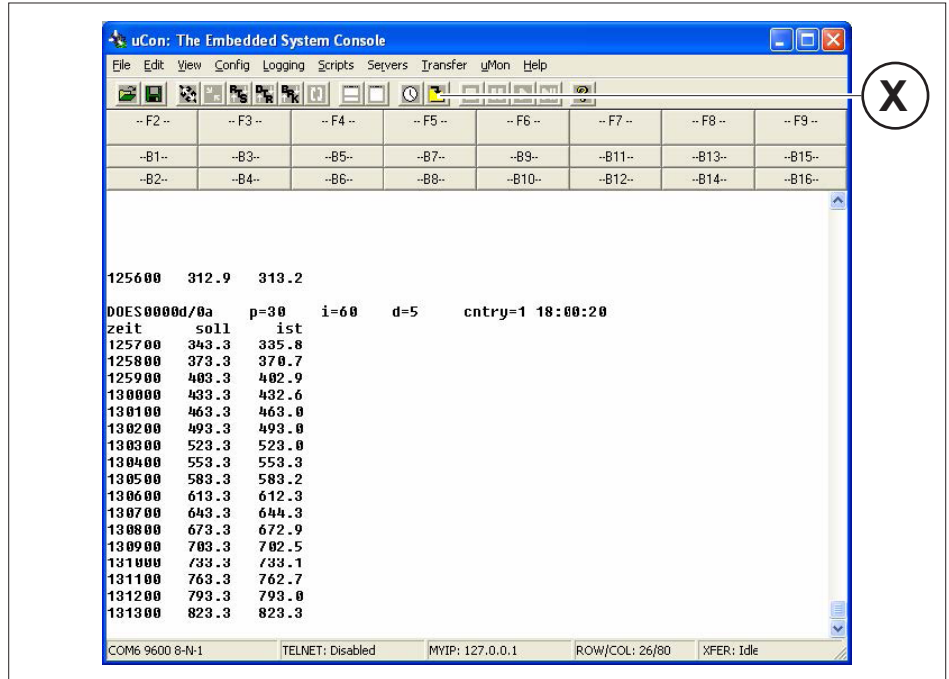 uCon: The Embedded System Console
File Edit View Config Logging Scripts Servers Transfer uMon Help
RTS DTR BRK
X
-- F2 -- -- F3 -- -- F4 -- -- F5 -- -- F6 -- -- F7 -- -- F8 -- -- F9 --
--B1-- --B3-- --B5-- --B7-- --B9-- --B11-- --B13-- --B15--
--B2-- --B4-- --B6-- --B8-- --B10-- --B12-- --B14-- --B16--
125600 312.9 313.2
DOES0000d/0a p=30 i=60 d=5 cntry=1 18:00:20
zeit soll ist
125700 343.3 335.8
125800 373.3 370.7
125900 403.3 402.9
130000 433.3 432.6
130100 463.3 463.0
130200 493.3 493.0
130300 523.3 523.0
130400 553.3 553.3
130500 583.3 583.2
130600 613.3 612.3
130700 643.3 644.3
130800 673.3 672.9
130900 703.3 702.5
131000 733.3 733.1
131100 763.3 762.7
131200 793.3 793.0
131300 823.3 823.3
COM6 9600 8-N-1 TELNET: Disabled MYIP: 127.0.0.1 ROW/COL: 26/80 XFER: Idle